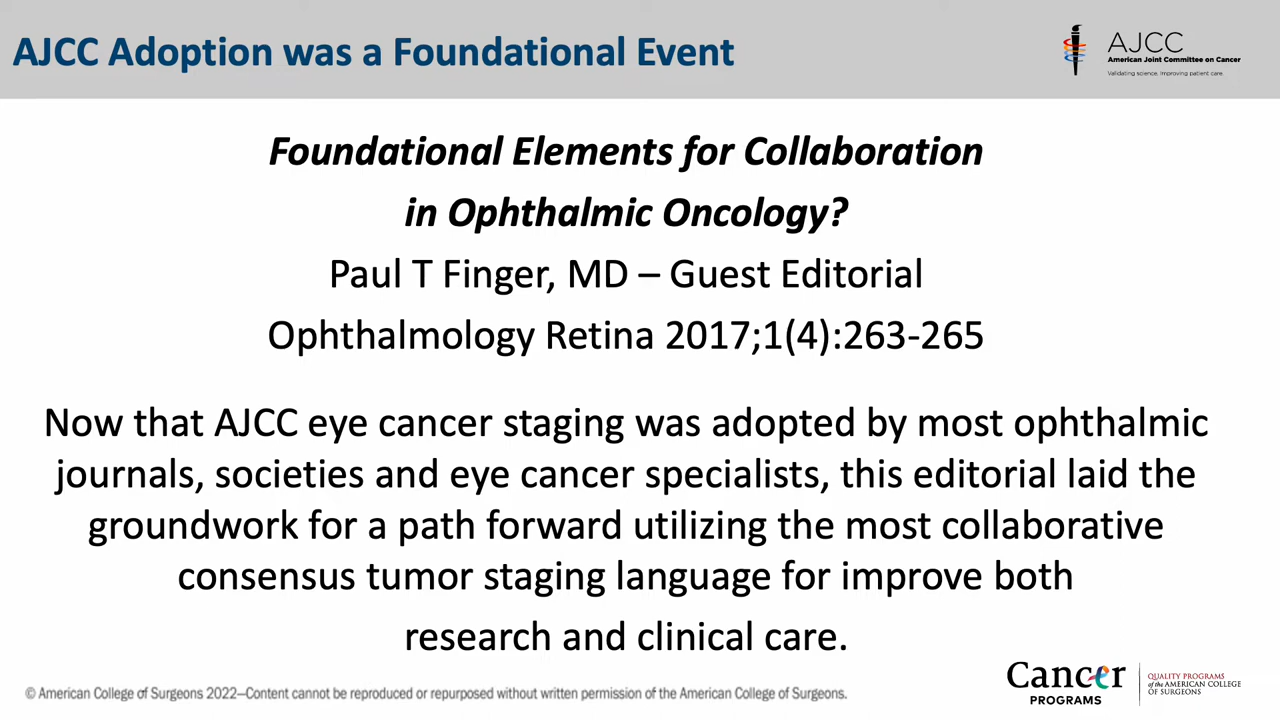 AJCC Adoption was a Foundational Event
AJCC
American Joint Committee on Cancer
Validating science. Improving patient care.
Foundational Elements for Collaboration
in Ophthalmic Oncology?
Paul T Finger, MD – Guest Editorial
Ophthalmology Retina 2017;1(4):263-265
Now that AJCC eye cancer staging was adopted by most ophthalmic
journals, societies and eye cancer specialists, this editorial laid the
groundwork for a path forward utilizing the most collaborative
consensus tumor staging language for improve both
research and clinical care.
© American College of Surgeons 2022—Content cannot be reproduced or repurposed without written permission of the American College of Surgeons.
Cancer
PROGRAMS
QUALITY PROGRAMS
of the AMERICAN COLLEGE
OF SURGEONS